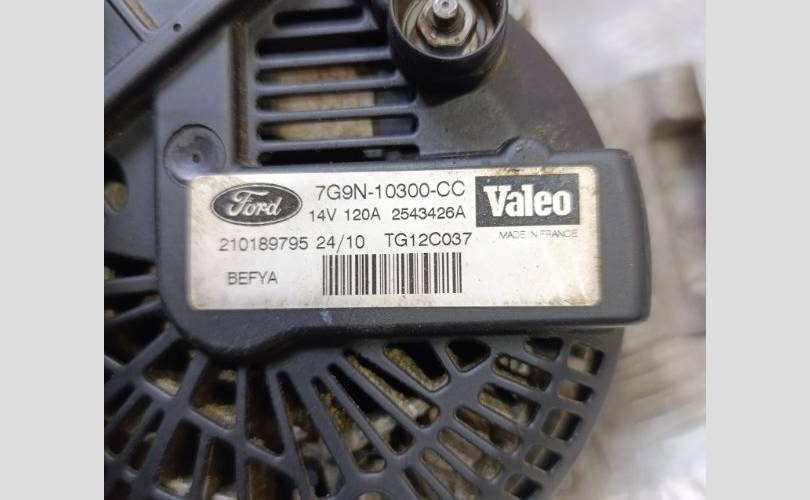 Ford 7G9N-10300-CC Valeo
14V 120A 2543426A
210189795 24/10 TG12C037 MADE IN FRANCE
BEFYA